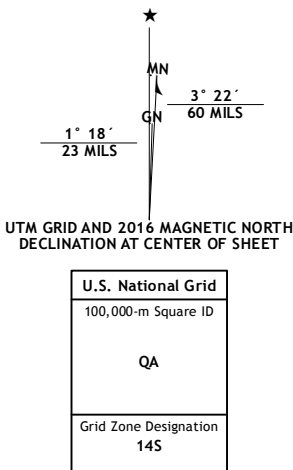 ★
MN
3° 22´
60 MILS
GN
1° 18´
23 MILS
UTM GRID AND 2016 MAGNETIC NORTH
DECLINATION AT CENTER OF SHEET
U.S. National Grid
100,000-m Square ID
QA
Grid Zone Designation
14S